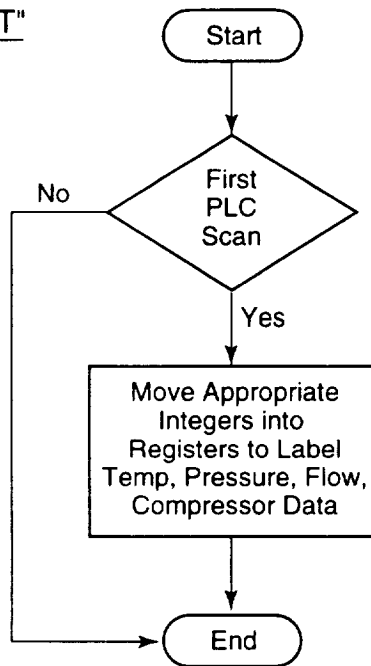 T"
Start
First
PLC
Scan
No
Yes
Move Appropriate
Integers into
Registers to Label
Temp, Pressure, Flow,
Compressor Data
End